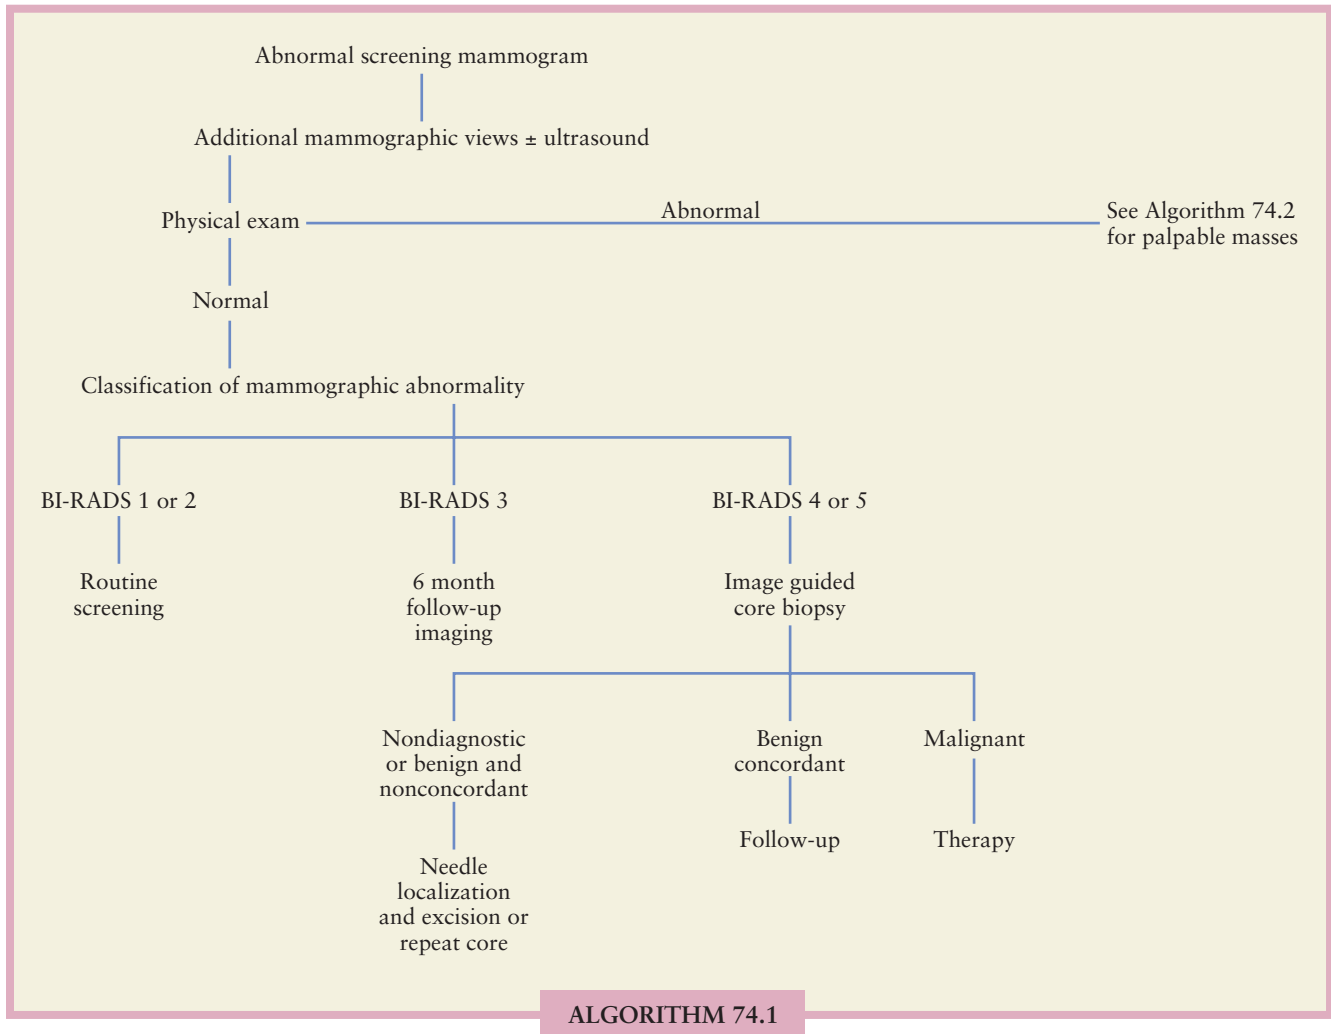 Abnormal screening mammogram
Additional mammographic views ± ultrasound
Physical exam
Abnormal
See Algorithm 74.2
for palpable masses
Normal
Classification of mammographic abnormality
BI-RADS 1 or 2
BI-RADS 3
BI-RADS 4 or 5
Routine
screening
6 month
follow-up
imaging
Image guided
core biopsy
Nondiagnostic
or benign and
nonconcordant
Benign
concordant
Malignant
Needle
localization
and excision or
repeat core
Follow-up
Therapy
ALGORITHM 74.1